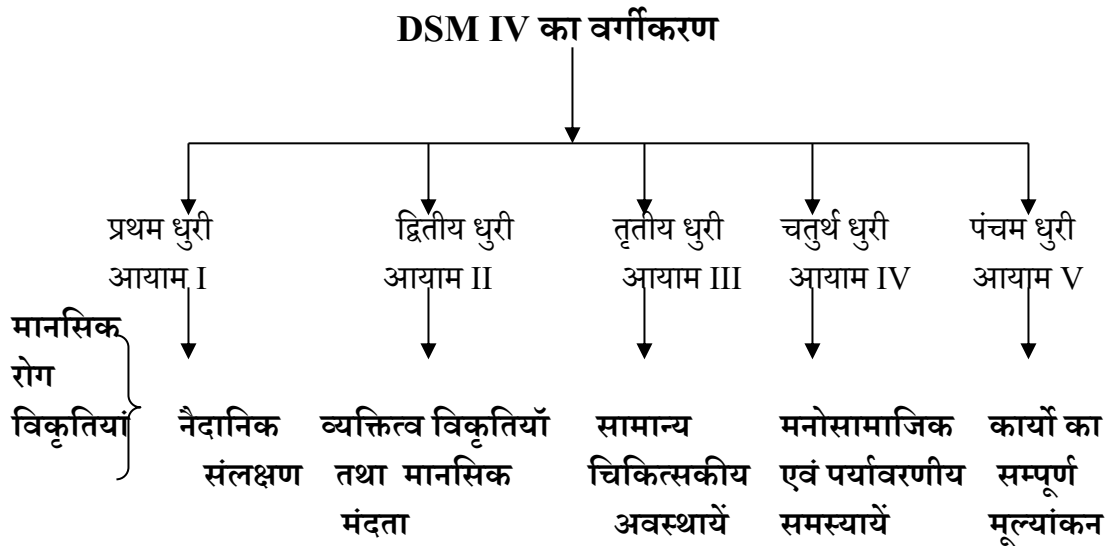 DSM IV का वर्गीकरण
प्रथम धुरी द्वितीय धुरी तृतीय धुरी चतुर्थ धुरी पंचम धुरी
आयाम I आयाम II आयाम III आयाम IV आयाम V
मानसिक
रोग
विकृतियां नैदानिक व्यक्तित्व विकृतियॉ सामान्य मनोसामाजिक कार्यो का
संलक्षण तथा मानसिक चिकित्सकीय एवं पर्यावरणीय सम्पूर्ण
मंदता अवस्थायें समस्यायें मूल्यांकन